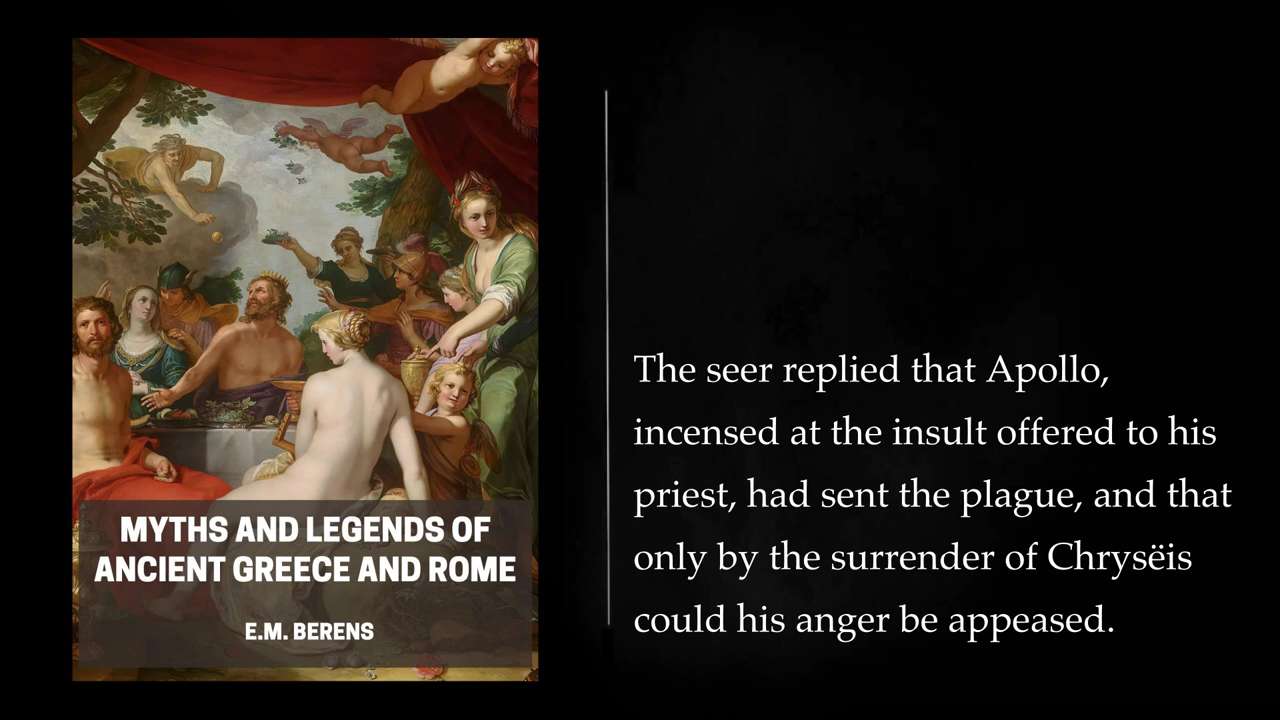 MYTHS AND LEGENDS OF
ANCIENT GREECE AND ROME
E.M. BERENS
The seer replied that Apollo,
incensed at the insult offered to his
priest, had sent the plague, and that
only by the surrender of Chrysëis
could his anger be appeased.